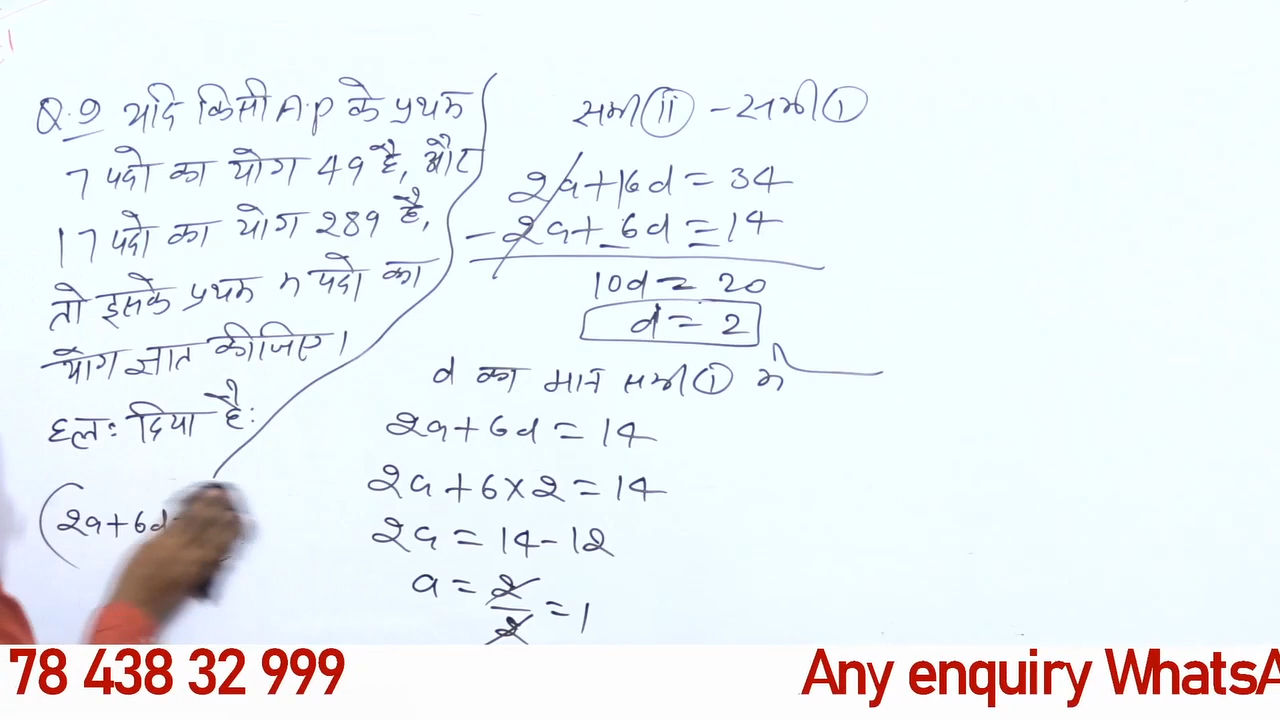 Q.9 यदि किसी A.P के प्रथम
7 पदो का योग 49 है, और
17 पदो का योग 289 है,
तो इसके प्रथम n पदो का
योग ज्ञात कीजिए।
हल: दिया है:
2a+6d=
समी (ii) - समी (i)
2a+16d = 34
- 2a+6d = 14
10d = 20
d = 2
d का मान समी (i) में
2a+6d = 14
2a+6×2 = 14
2a = 14-12
a = 2/2 = 1
78 438 32 999
Any enquiry WhatsA